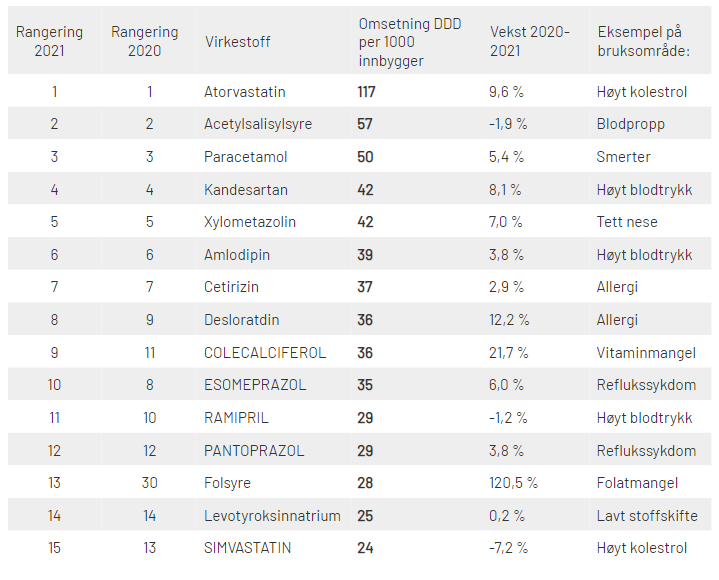 Rangering 2021 Rangering 2020 Virkestoff Omsetning DDD per 1000 innbygger Vekst 2020-2021 Eksempel på bruksområde:
1 1 Atorvastatin 117 9,6 % Høyt kolestrol
2 2 Acetylsalisylsyre 57 -1,9 % Blodpropp
3 3 Paracetamol 50 5,4 % Smerter
4 4 Kandesartan 42 8,1 % Høyt blodtrykk
5 5 Xylometazolin 42 7,0 % Tett nese
6 6 Amlodipin 39 3,8 % Høyt blodtrykk
7 7 Cetirizin 37 2,9 % Allergi
8 9 Desloratdin 36 12,2 % Allergi
9 11 COLECALCIFEROL 36 21,7 % Vitaminmangel
10 8 ESOMEPRAZOL 35 6,0 % Reflukssykdom
11 10 RAMIPRIL 29 -1,2 % Høyt blodtrykk
12 12 PANTOPRAZOL 29 3,8 % Reflukssykdom
13 30 Folsyre 28 120,5 % Folatmangel
14 14 Levotyroksinnatrium 25 0,2 % Lavt stoffskifte
15 13 SIMVASTATIN 24 -7,2 % Høyt kolestrol